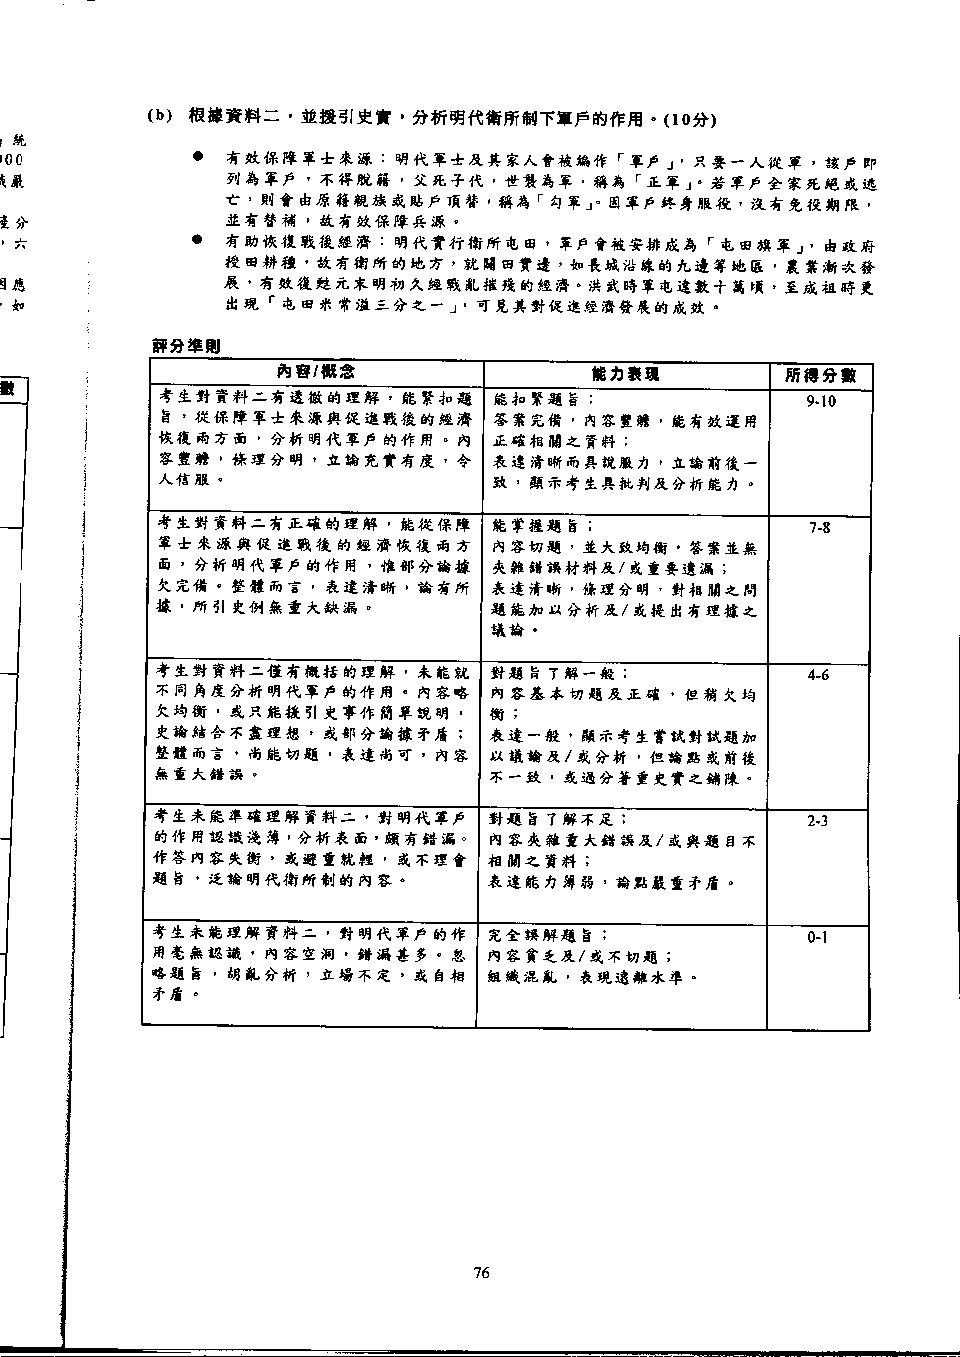 統
000
嚴
分
，六
因應
，如
數
(b) 根據資料二，並援引史實，分析明代衛所制下軍戶的作用。(10分)
● 有效保障軍士來源：明代軍士及其家人會被編作「軍戶」，只要一人從軍，該戶即
列為軍戶，不得脫籍，父死子代，世襲為軍，稱為「正軍」。若軍戶全家死絕或逃
亡，則會由原籍親族或貼戶頂替，稱為「勾軍」。因軍戶終身服役，沒有免役期限，
並有替補，故有效保障兵源。
● 有助恢復戰後經濟：明代實行衛所屯田，軍戶會被安排成為「屯田旗軍」，由政府
授田耕種，故有衛所的地方，就闢田實邊，如長城沿線的九邊等地區，農業漸次發
展，有效復甦元末明初久經戰亂摧殘的經濟。洪武時軍屯達數十萬頃，至成祖時更
出現「屯田米常溢三分之一」，可見其對促進經濟發展的成效。
評分準則
內容/概念 能力表現 所得分數
考生對資料二有透徹的理解，能緊扣題
旨，從保障軍士來源與促進戰後的經濟
恢復兩方面，分析明代軍戶的作用。內
容豐贍，條理分明，立論充實有度，令
人信服。
能扣緊題旨；
答案完備，內容豐贍，能有效運用
正確相關之資料；
表達清晰而具說服力，立論前後一
致，顯示考生具批判及分析能力。
9-10
考生對資料二有正確的理解，能從保障
軍士來源與促進戰後的經濟恢復兩方
面，分析明代軍戶的作用，惟部分論據
欠完備。整體而言，表達清晰，論有所
據，所引史例無重大缺漏。
能掌握題旨；
內容切題，並大致均衡。答案並無
夾雜錯誤材料及/或重要遺漏；
表達清晰，條理分明，對相關之問
題能加以分析及/或提出有理據之
議論。
7-8
考生對資料二僅有概括的理解，未能就
不同角度分析明代軍戶的作用。內容略
欠均衡，或只能援引史事作簡單說明，
史論結合不盡理想，或部分論據矛盾；
整體而言，尚能切題，表達尚可，內容
無重大錯誤。
對題旨了解一般；
內容基本切題及正確，但稍欠均
衡；
表達一般，顯示考生嘗試對試題加
以議論及/或分析，但論點或前後
不一致，或過分著重史實之鋪陳。
4-6
考生未能準確理解資料二，對明代軍戶
的作用認識淺薄，分析表面，頗有錯漏。
作答內容失衡，或避重就輕，或不理會
題旨，泛論明代衛所制的內容。
對題旨了解不足；
內容夾雜重大錯誤及/或與題目不
相關之資料；
表達能力薄弱，論點嚴重矛盾。
2-3
考生未能理解資料二，對明代軍戶的作
用毫無認識，內容空洞，錯漏甚多。忽
略題旨，胡亂分析，立場不定，或自相
矛盾。
完全誤解題旨；
內容貧乏及/或不切題；
組織混亂，表現遠離水準。
0-1
76